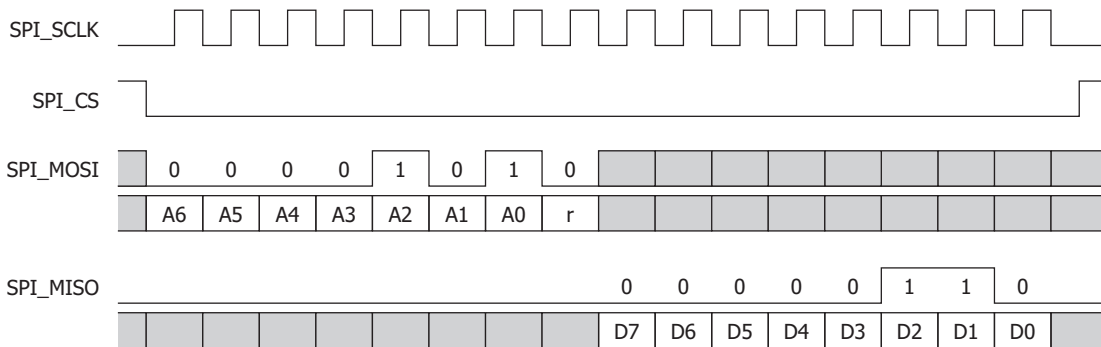 SPI_SCLK
SPI_CS
SPI_MOSI 0 0 0 0 1 0 1 0
A6 A5 A4 A3 A2 A1 A0 r
SPI_MISO 0 0 0 0 0 1 1 0
D7 D6 D5 D4 D3 D2 D1 D0